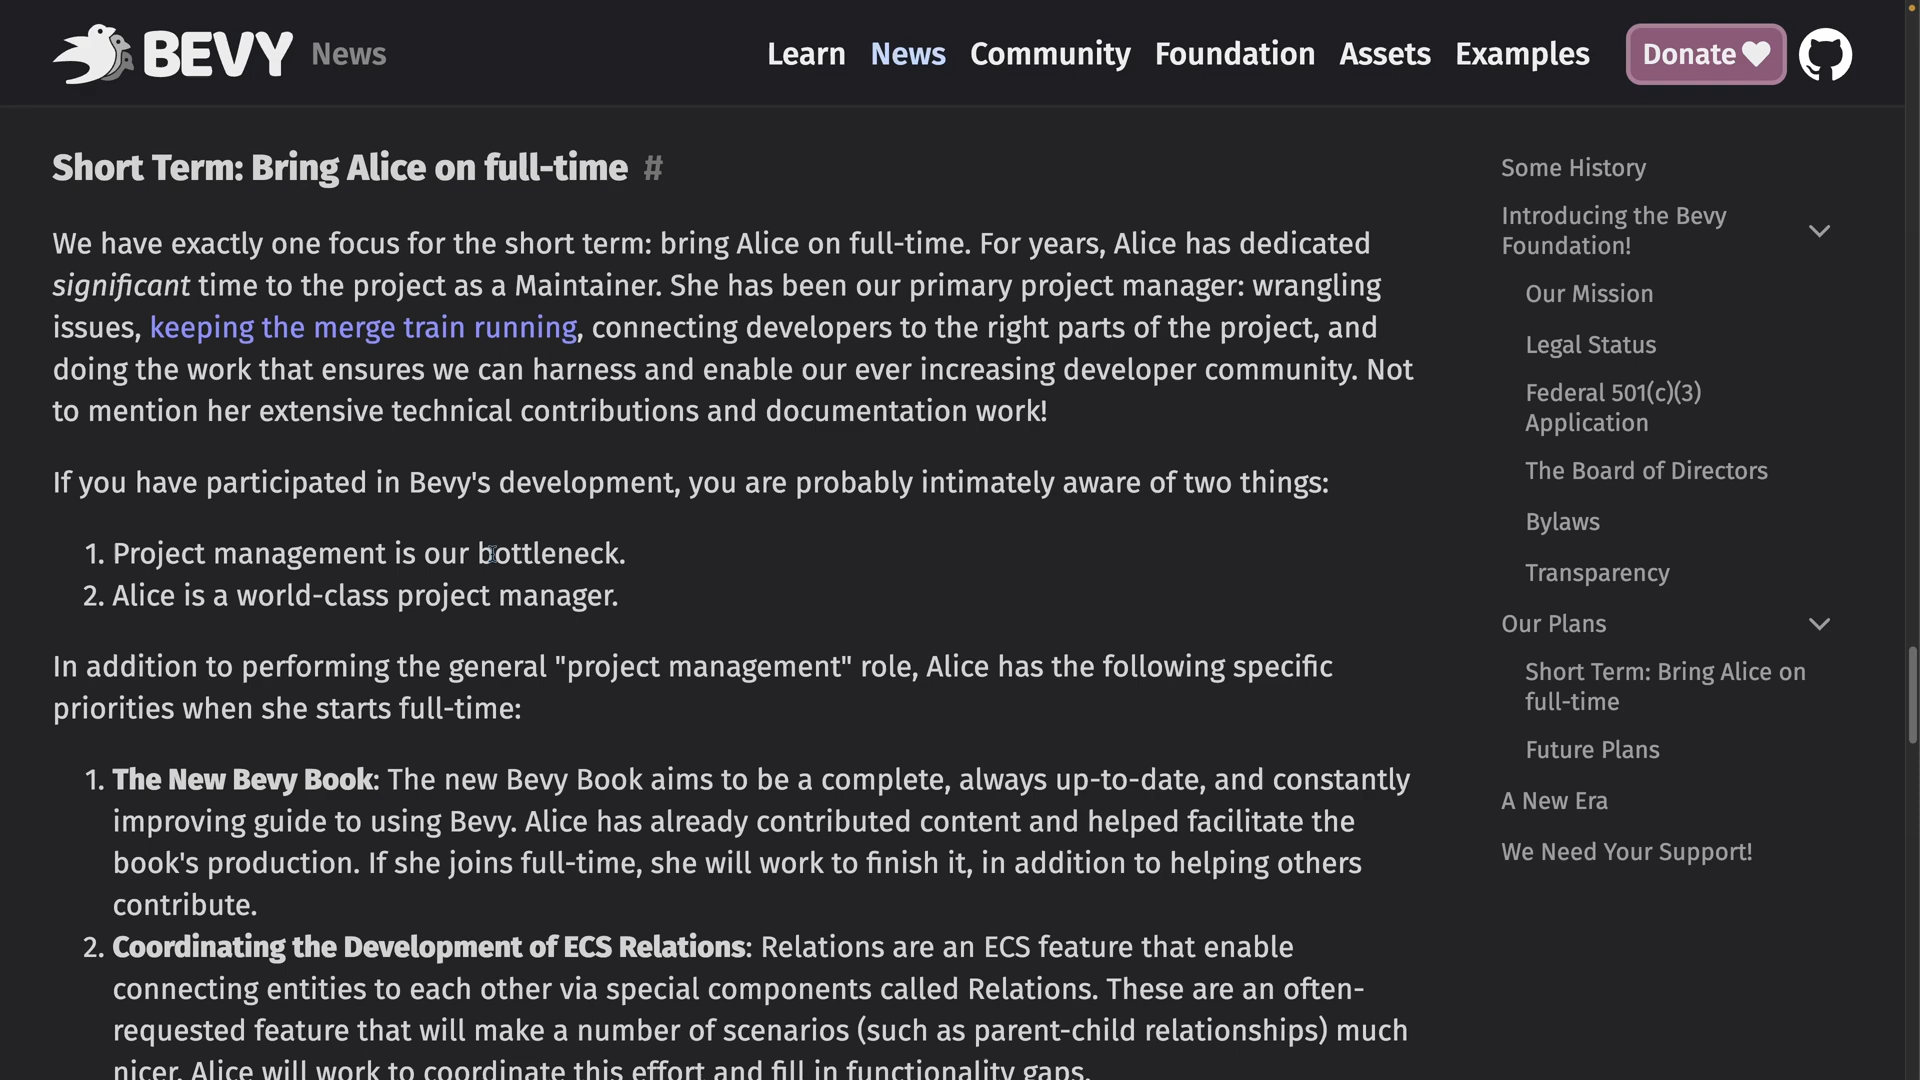 BEVY News Learn News Community Foundation Assets Examples Donate
Short Term: Bring Alice on full-time #
We have exactly one focus for the short term: bring Alice on full-time. For years, Alice has dedicated
significant time to the project as a Maintainer. She has been our primary project manager: wrangling
issues, keeping the merge train running, connecting developers to the right parts of the project, and
doing the work that ensures we can harness and enable our ever increasing developer community. Not
to mention her extensive technical contributions and documentation work!
If you have participated in Bevy's development, you are probably intimately aware of two things:
1. Project management is our bottleneck.
2. Alice is a world-class project manager.
In addition to performing the general "project management" role, Alice has the following specific
priorities when she starts full-time:
1. The New Bevy Book: The new Bevy Book aims to be a complete, always up-to-date, and constantly
improving guide to using Bevy. Alice has already contributed content and helped facilitate the
book's production. If she joins full-time, she will work to finish it, in addition to helping others
contribute.
2. Coordinating the Development of ECS Relations: Relations are an ECS feature that enable
connecting entities to each other via special components called Relations. These are an often-
requested feature that will make a number of scenarios (such as parent-child relationships) much
nicer. Alice will work to coordinate this effort and fill in functionality gaps.
Some History
Introducing the Bevy
Foundation!
Our Mission
Legal Status
Federal 501(c)(3)
Application
The Board of Directors
Bylaws
Transparency
Our Plans
Short Term: Bring Alice on
full-time
Future Plans
A New Era
We Need Your Support!